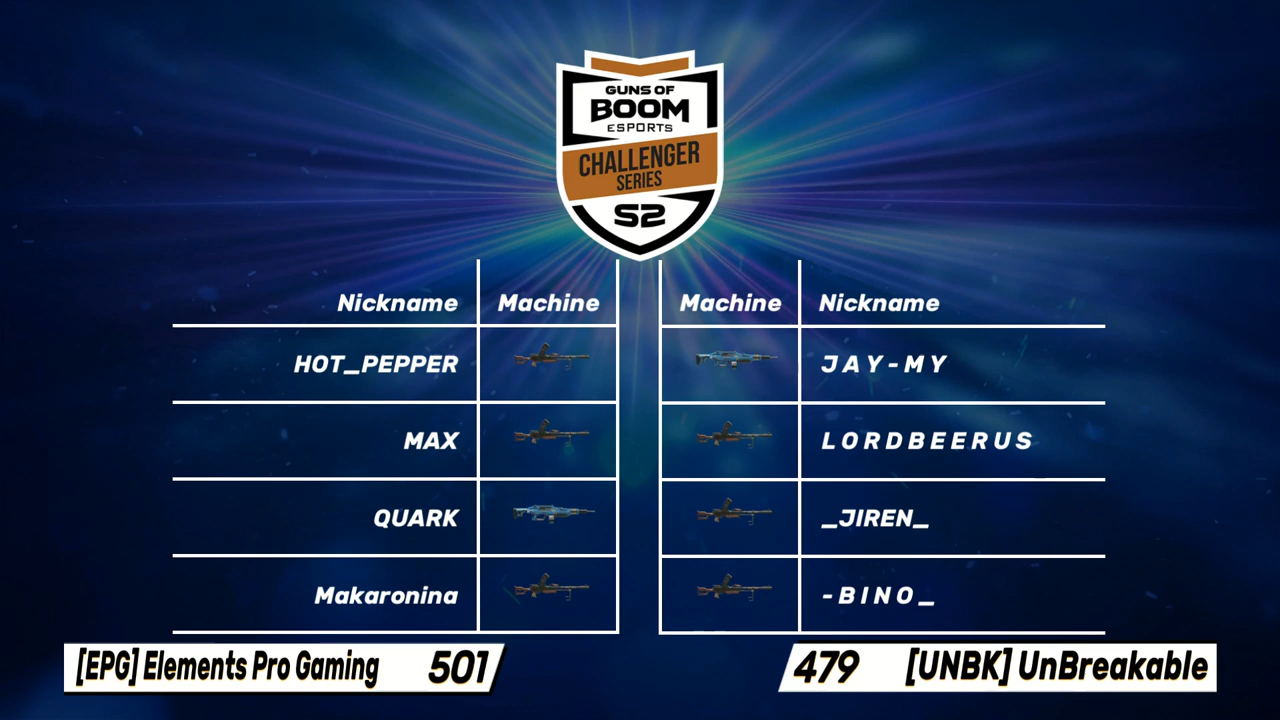 GUNS OF
BOOM
ESPORTS
CHALLENGER
SERIES
S2
Nickname Machine Machine Nickname
HOT_PEPPER JAY-MY
MAX LORDBEERUS
QUARK _JIREN_
Makaronina -BINO_
[EPG] Elements Pro Gaming 501 479 [UNBK] UnBreakable